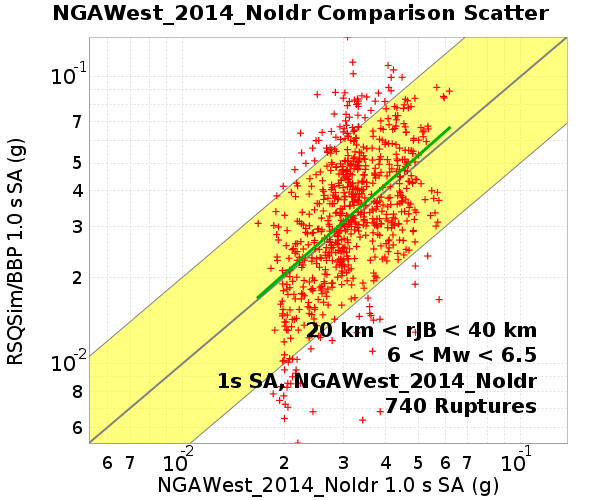 NGAWest_2014_NoIdr Comparison Scatter
RSQSim/BBP 1.0 s SA (g)
10-1
7
5
4
3
2
10-2
8
6
20 km < rJB < 40 km
6 < Mw < 6.5
1s SA, NGAWest_2014_NoIdr
740 Ruptures
6 7 10-2 2 3 4 5 6 7 10-1
NGAWest_2014_NoIdr 1.0 s SA (g)